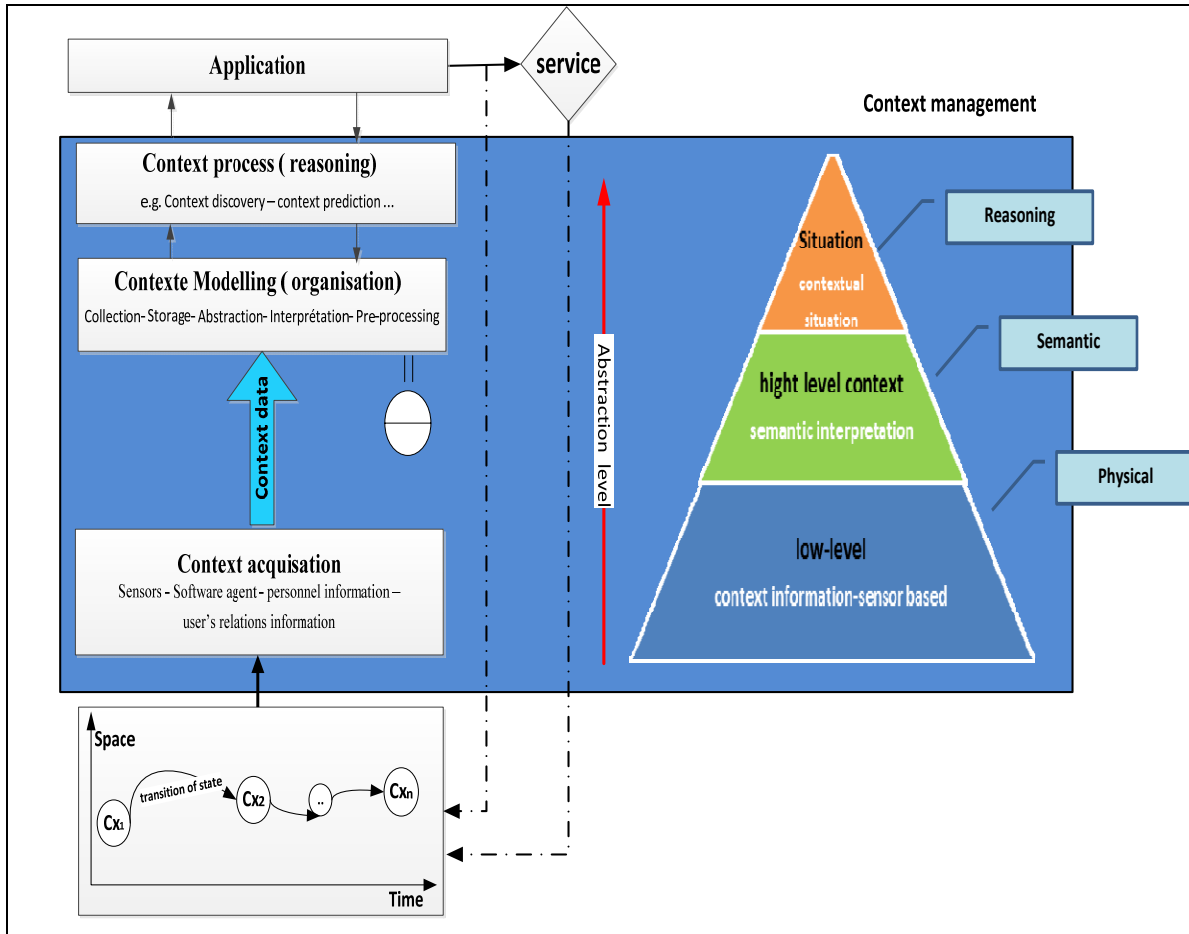 Application
service
Context management
Context process ( reasoning)
e.g. Context discovery – context prediction ...
Contexte Modelling ( organisation)
Collection- Storage- Abstraction- Interprétation- Pre-processing
Context data
Context acquisation
Sensors - Software agent - personnel information –
user's relations information
Space
transition of state
Cx1
Cx2
..
Cxn
Time
Abstraction level
Situation
contextual
situation
hight level context
semantic interpretation
low-level
context information-sensor based
Reasoning
Semantic
Physical